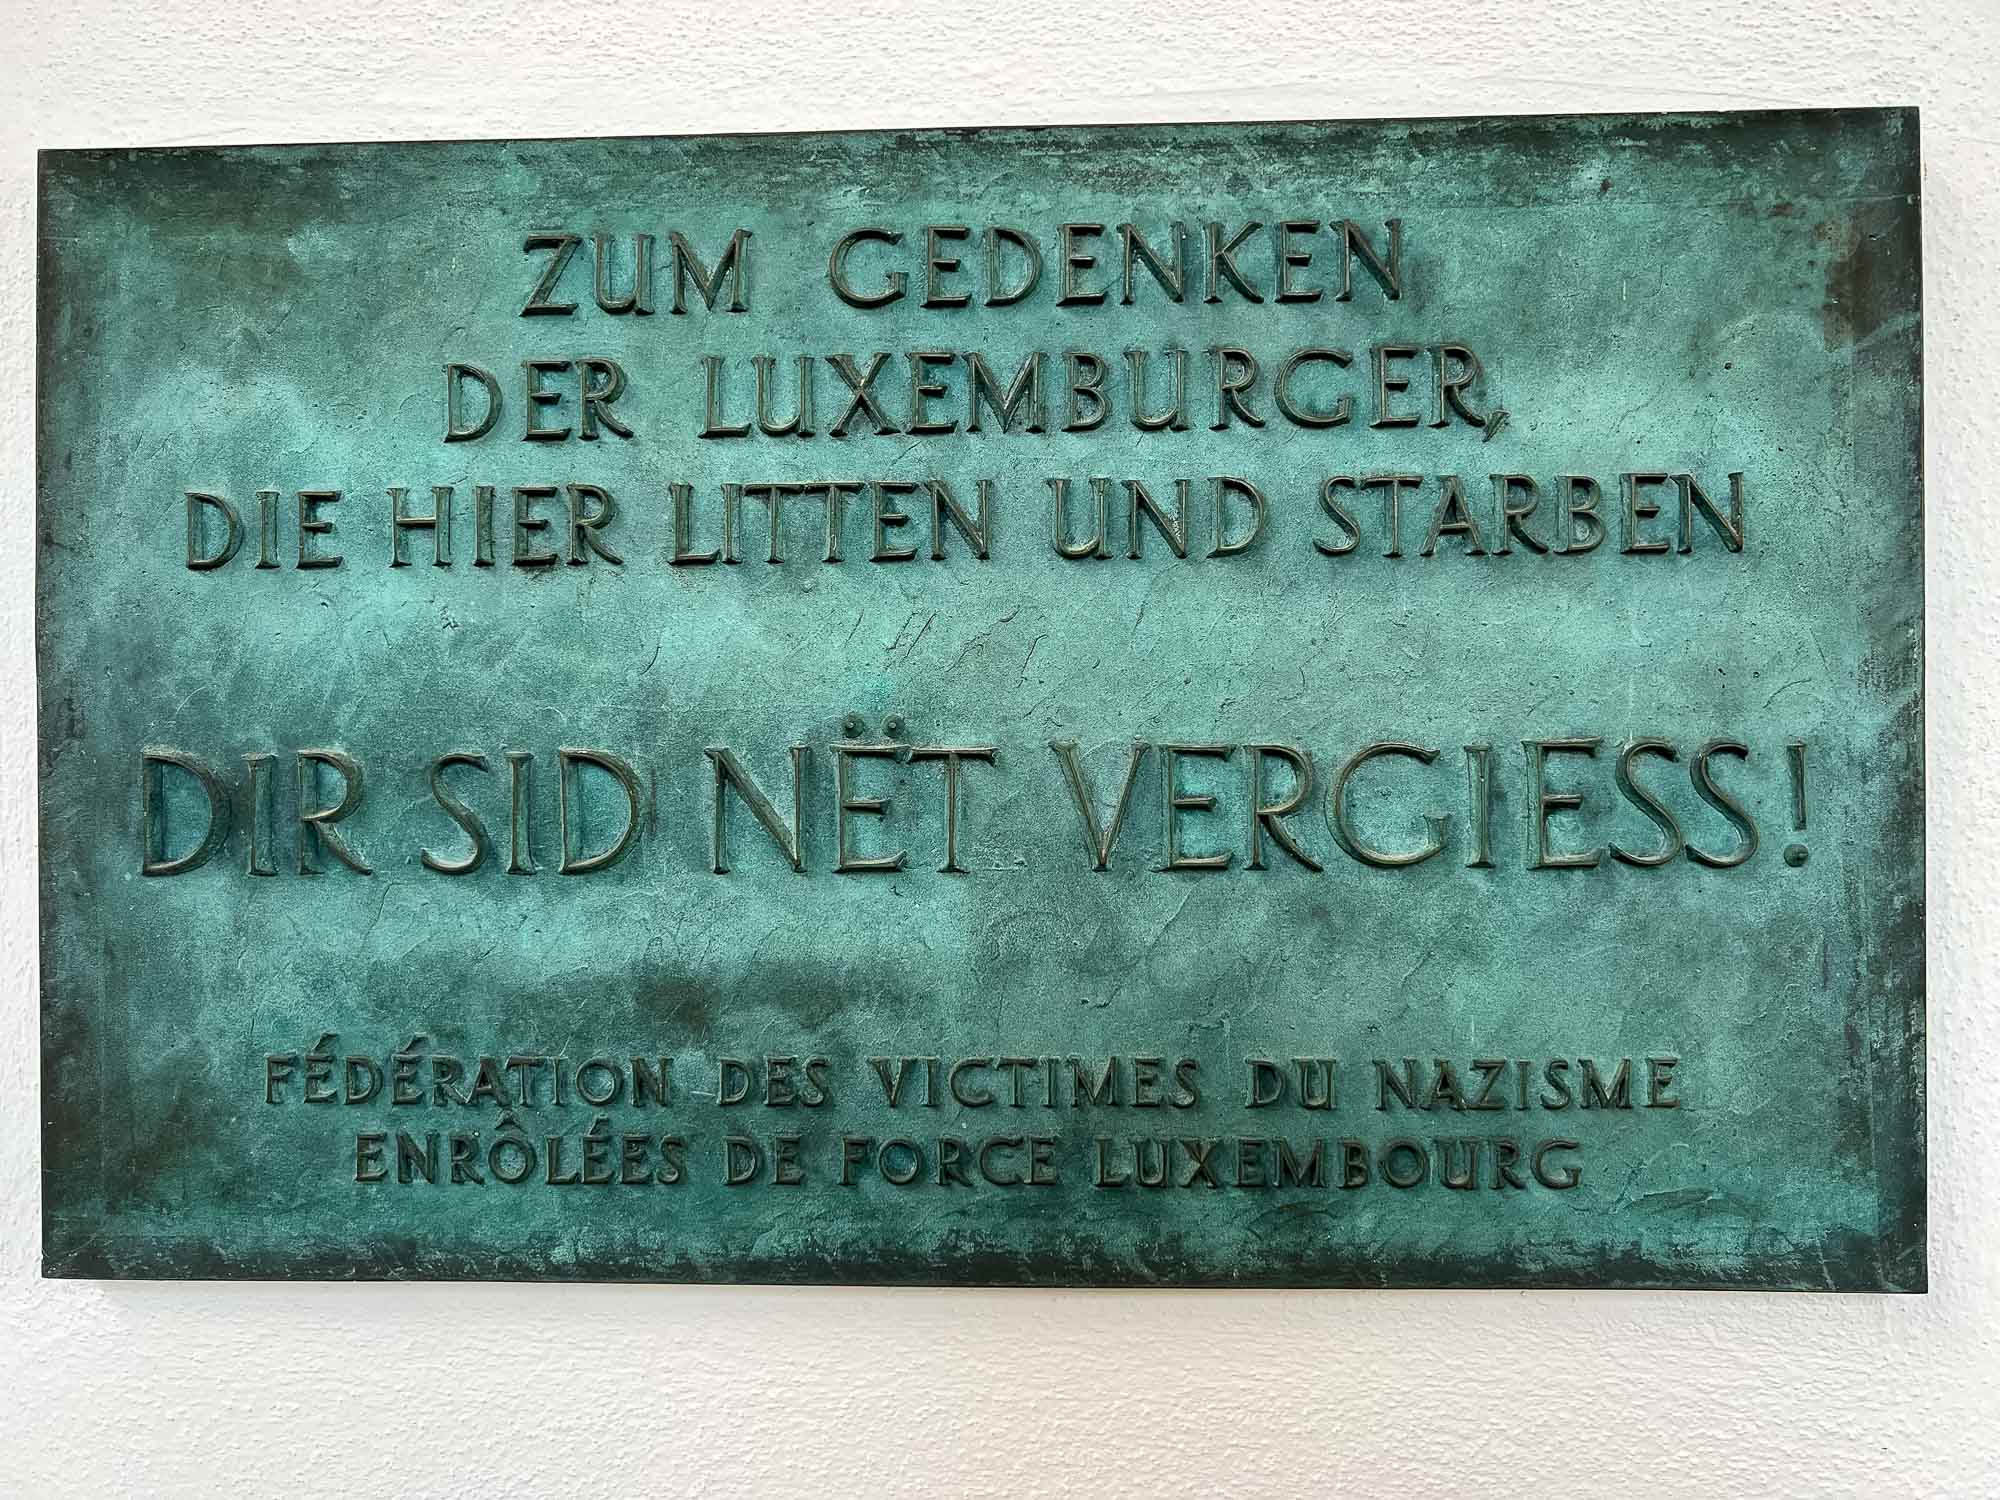 ZUM GEDENKEN
DER LUXEMBURGER,
DIE HIER LITTEN UND STARBEN
DIR SID NËT VERGIESS!
FÉDÉRATION DES VICTIMES DU NAZISME
ENRÔLÉES DE FORCE LUXEMBOURG